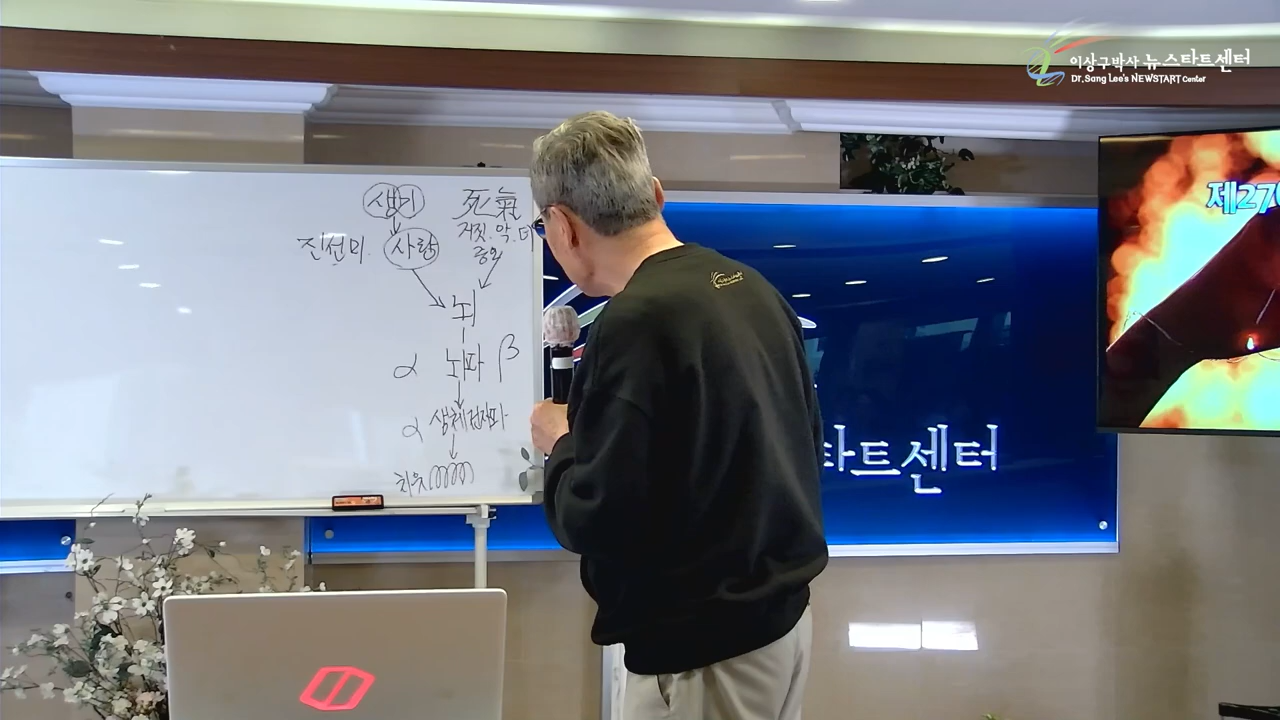 이상구박사 뉴스타트센터
Dr. Sang Lee's NEWSTART Center
제270
생기 死氣
진선미 사랑 거짓.악.더
증오
뇌
α 뇌파 β
α 생체전자파
치유
타트센터